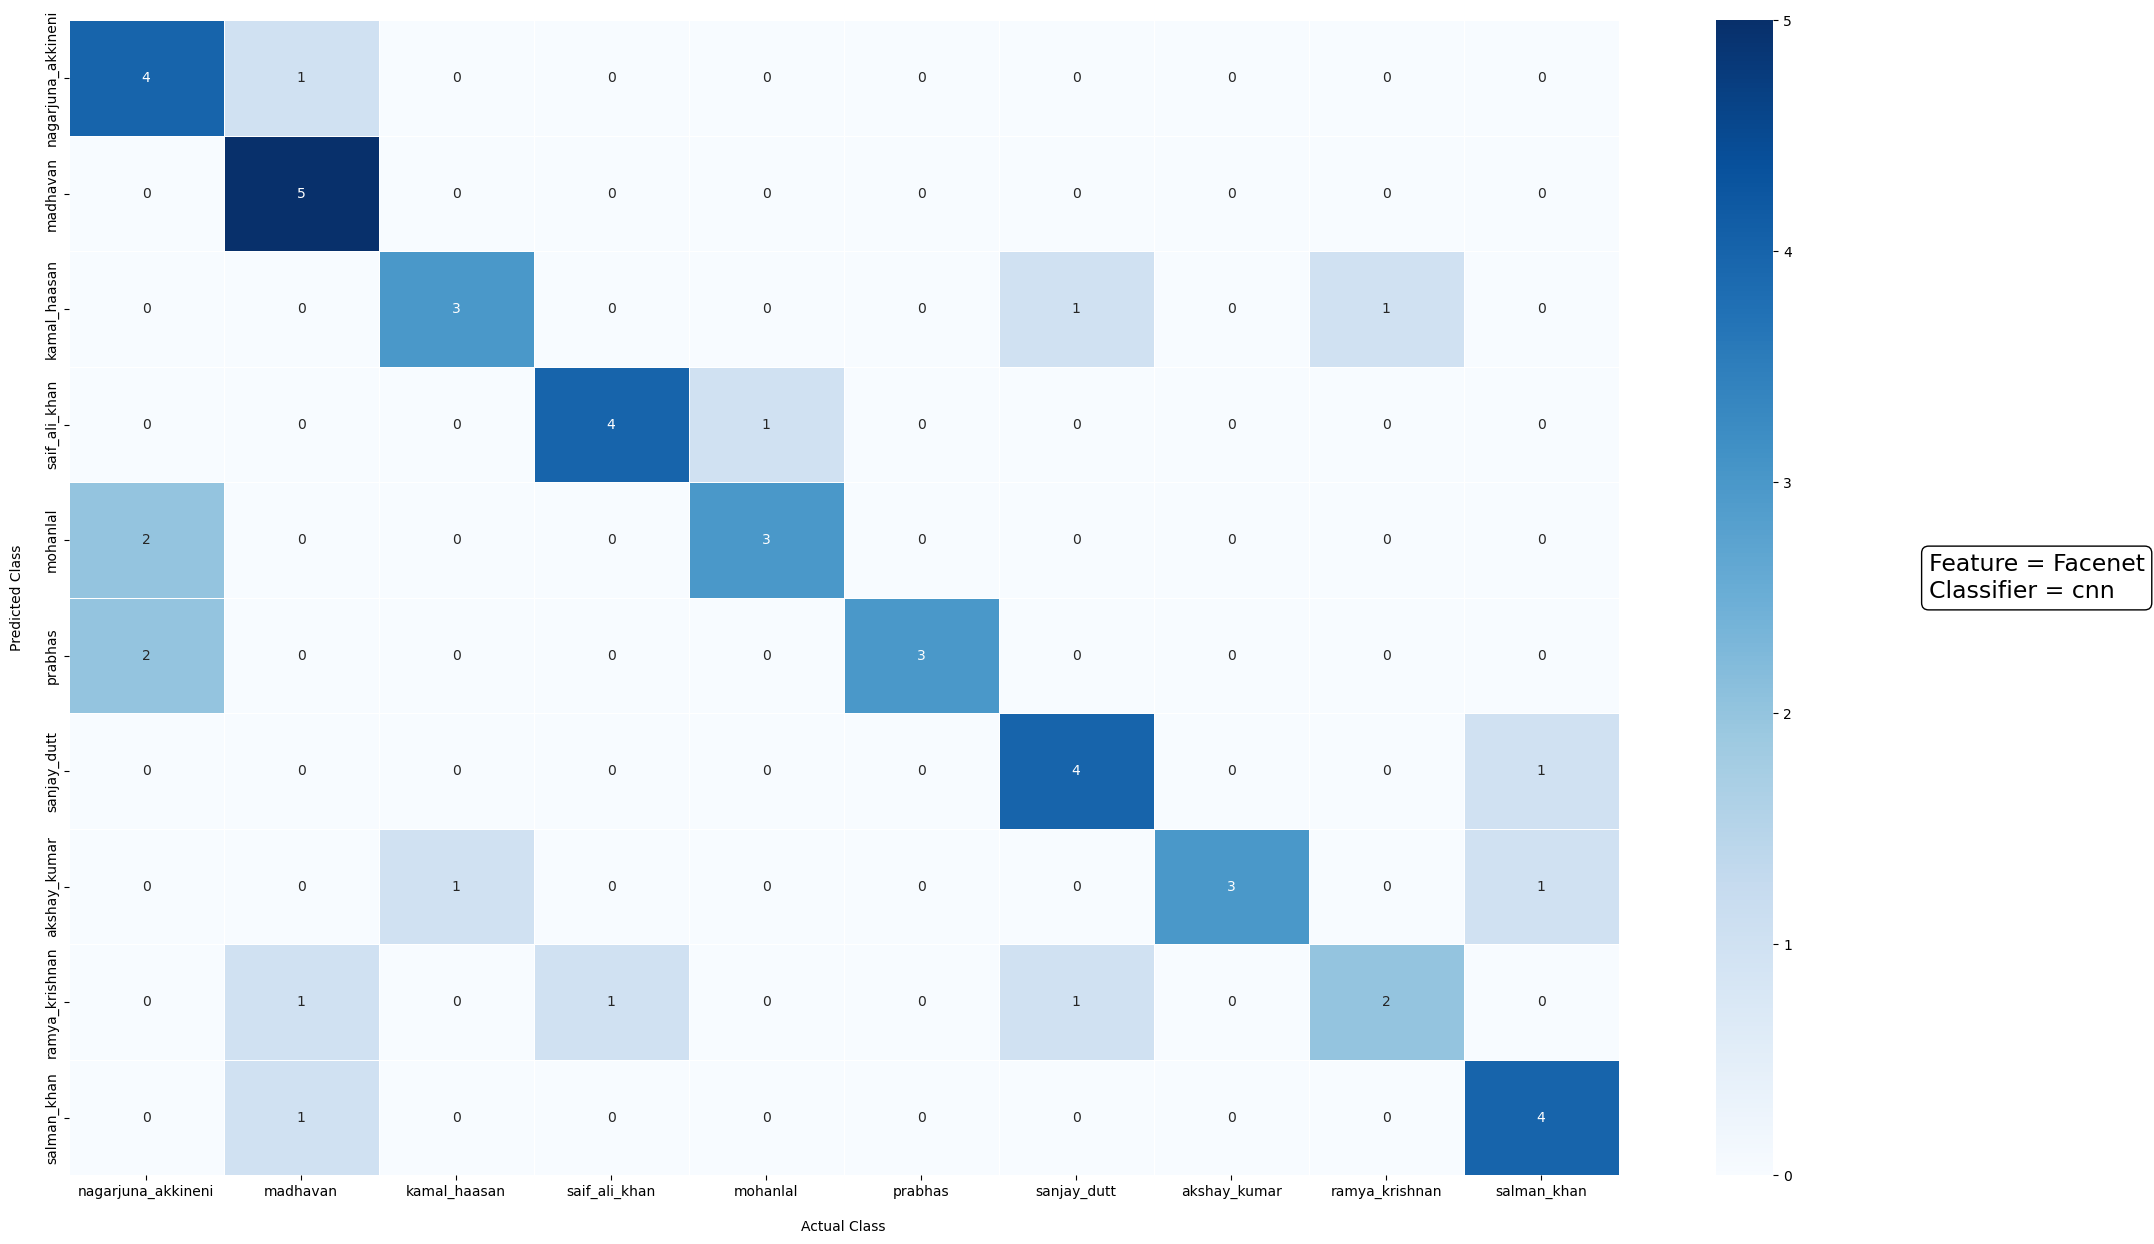 Predicted Class
nagarjuna_akkineni 4 1 0 0 0 0 0 0 0 0
madhavan 0 5 0 0 0 0 0 0 0 0
kamal_haasan 0 0 3 0 0 0 1 0 1 0
saif_ali_khan 0 0 0 4 1 0 0 0 0 0
mohanlal 2 0 0 0 3 0 0 0 0 0
prabhas 2 0 0 0 0 3 0 0 0 0
sanjay_dutt 0 0 0 0 0 0 4 0 0 1
akshay_kumar 0 0 1 0 0 0 0 3 0 1
ramya_krishnan 0 1 0 1 0 0 1 0 2 0
salman_khan 0 1 0 0 0 0 0 0 0 4
nagarjuna_akkineni madhavan kamal_haasan saif_ali_khan mohanlal prabhas sanjay_dutt akshay_kumar ramya_krishnan salman_khan
Actual Class
5
4
3
2
1
0
Feature = Facenet
Classifier = cnn